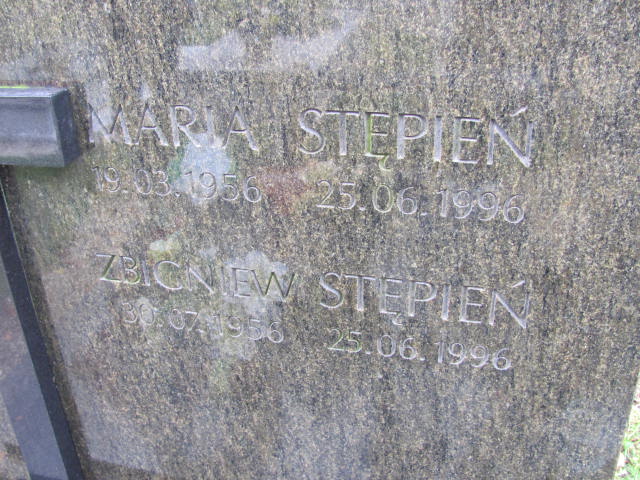 MARIA STĘPIEŃ
19.03.1956 25.06.1996
ZBIGNIEW STĘPIEŃ
30.07.1956 25.06.1996